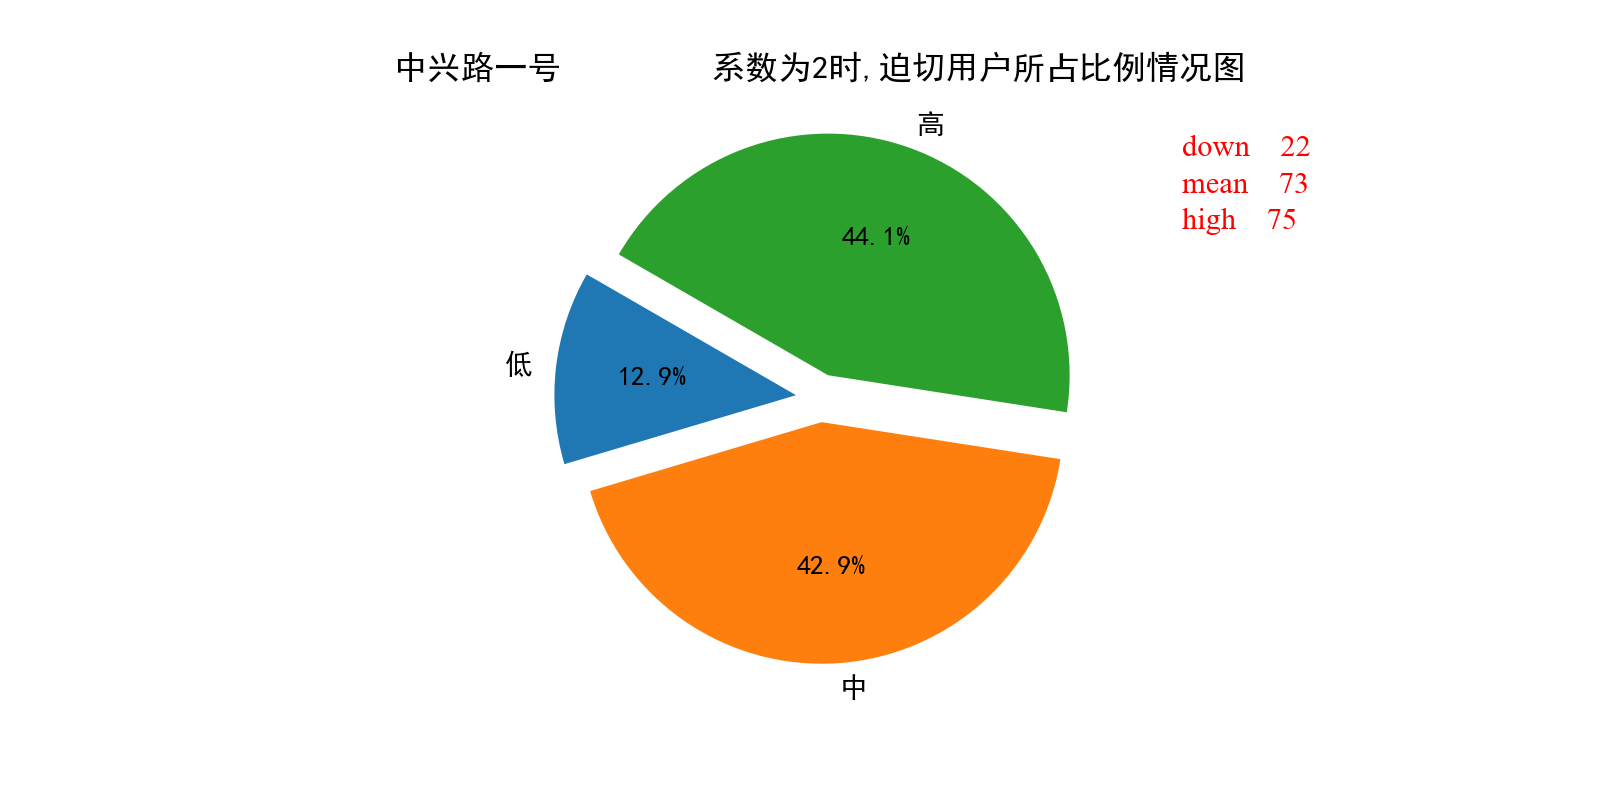 中兴路一号 系数为2时,迫切用户所占比例情况图
高
down 22
mean 73
high 75
44.1%
低
12.9%
42.9%
中